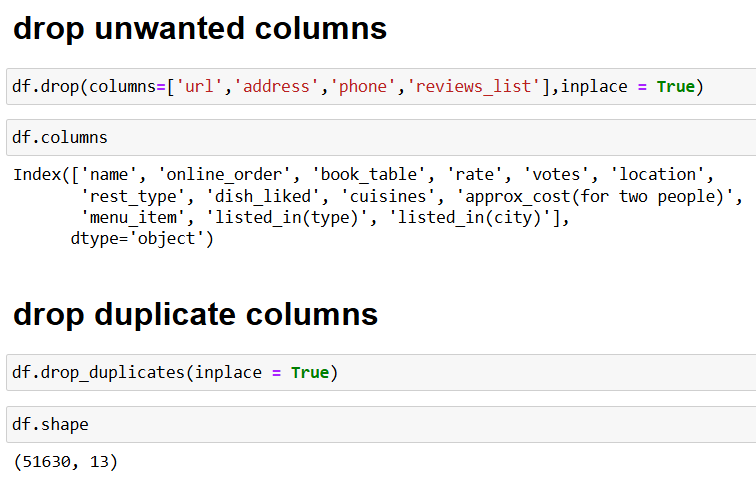 drop unwanted columns
df.drop(columns=['url','address','phone','reviews_list'],inplace = True)
df.columns
Index(['name', 'online_order', 'book_table', 'rate', 'votes', 'location',
'rest_type', 'dish_liked', 'cuisines', 'approx_cost(for two people)',
'menu_item', 'listed_in(type)', 'listed_in(city)'],
dtype='object')
drop duplicate columns
df.drop_duplicates(inplace = True)
df.shape
(51630, 13)